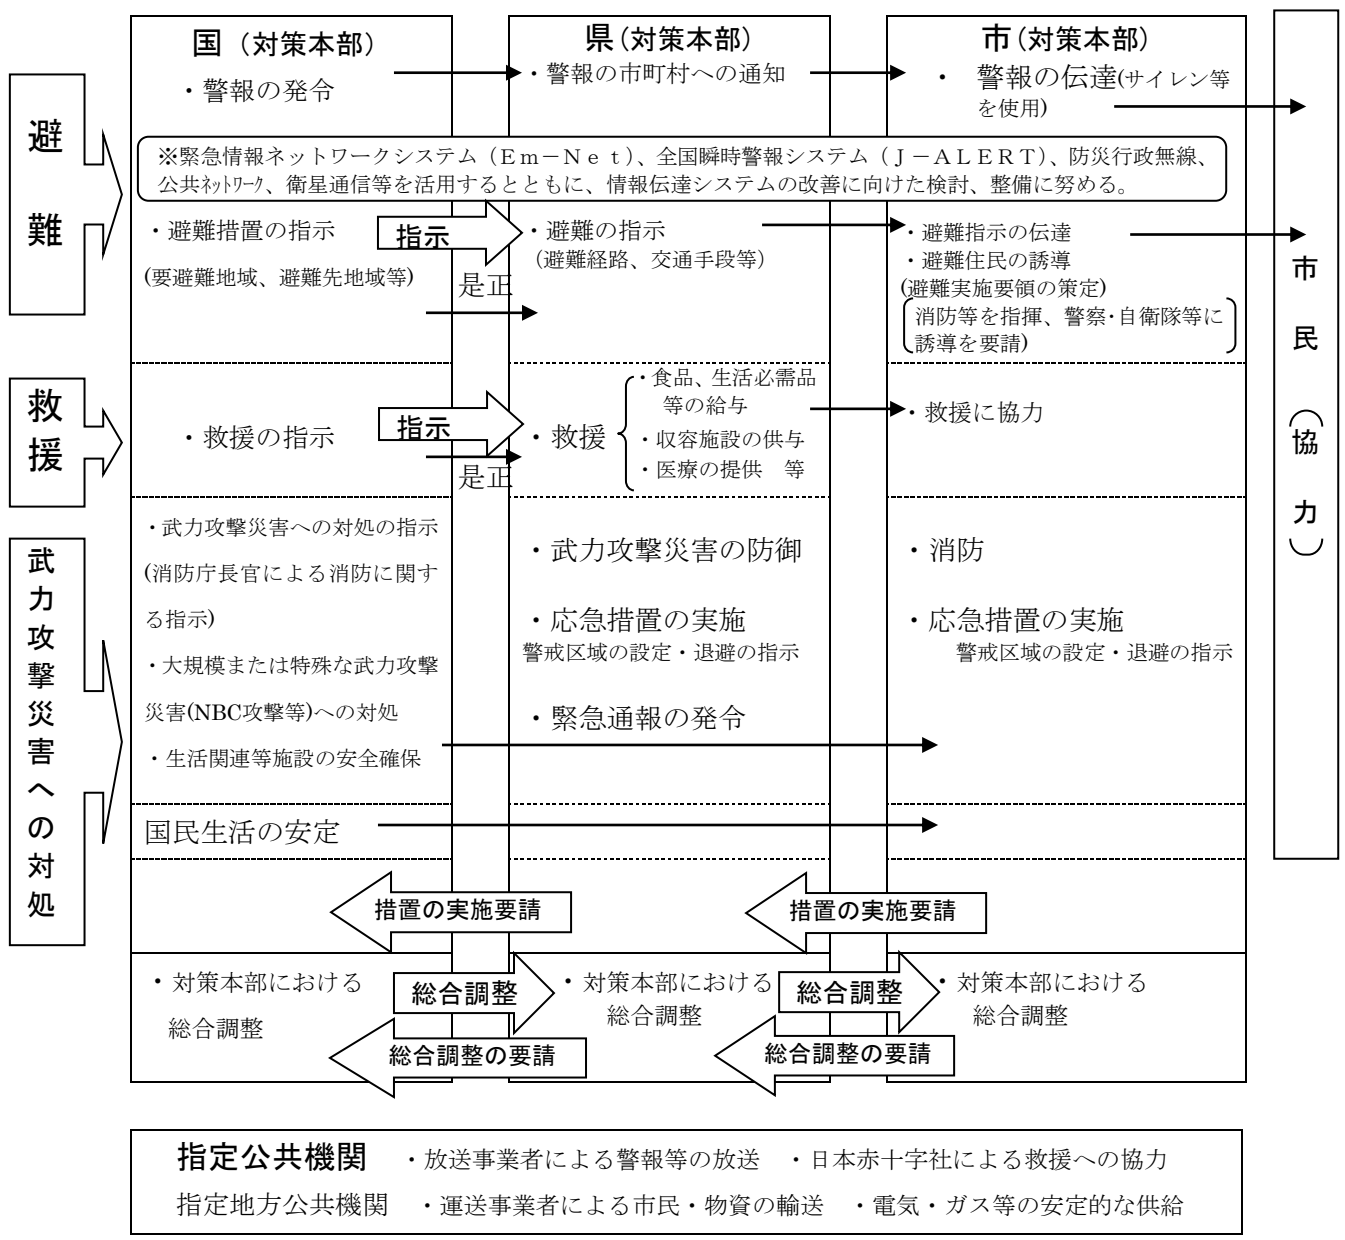 国（対策本部）
・警報の発令
県(対策本部)
・警報の市町村への通知
市(対策本部)
・ 警報の伝達(サイレン等
を使用)
避難
※緊急情報ネットワークシステム（Ｅｍ－Ｎｅｔ）、全国瞬時警報システム（Ｊ－ALERT）、防災行政無線、
公共ﾈｯﾄﾜｰｸ、衛星通信等を活用するとともに、情報伝達システムの改善に向けた検討、整備に努める。
・避難措置の指示
(要避難地域、避難先地域等)
指示
是正
・避難の指示
（避難経路、交通手段等）
・避難指示の伝達
・避難住民の誘導
(避難実施要領の策定)
消防等を指揮、警察･自衛隊等に
誘導を要請)
市民（協力）
救援
・救援の指示
指示
是正
・救援
・食品、生活必需品
等の給与
・収容施設の供与
・医療の提供　等
・救援に協力
武力攻撃災害への対処
・武力攻撃災害への対処の指示
(消防庁長官による消防に関す
る指示)
・大規模または特殊な武力攻撃
災害(NBC攻撃等)への対処
・生活関連等施設の安全確保
・武力攻撃災害の防御
・応急措置の実施
警戒区域の設定・退避の指示
・緊急通報の発令
・消防
・応急措置の実施
警戒区域の設定・退避の指示
国民生活の安定
措置の実施要請
措置の実施要請
・対策本部における
総合調整
総合調整
総合調整の要請
・対策本部における
総合調整
総合調整
総合調整の要請
・対策本部における
総合調整
指定公共機関　・放送事業者による警報等の放送　・日本赤十字社による救援への協力
指定地方公共機関　・運送事業者による市民・物資の輸送　・電気・ガス等の安定的な供給